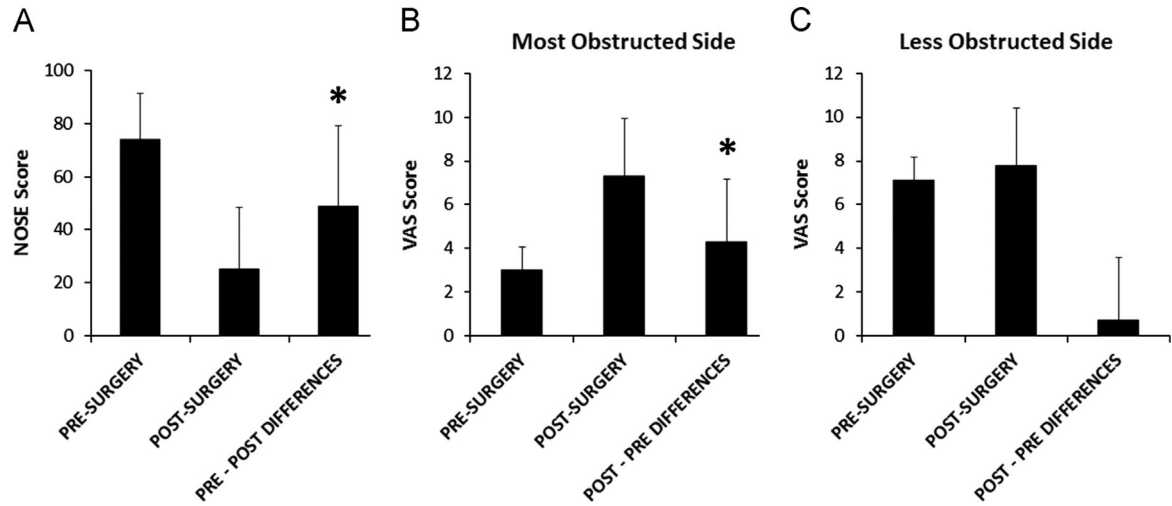 A
NOSE Score
100
80
60
40
20
0
*
PRE-SURGERY
POST-SURGERY
PRE - POST DIFFERENCES
B
Most Obstructed Side
VAS Score
12
10
8
6
4
2
0
*
PRE-SURGERY
POST-SURGERY
POST - PRE DIFFERENCES
C
Less Obstructed Side
VAS Score
12
10
8
6
4
2
0
PRE-SURGERY
POST-SURGERY
POST - PRE DIFFERENCES